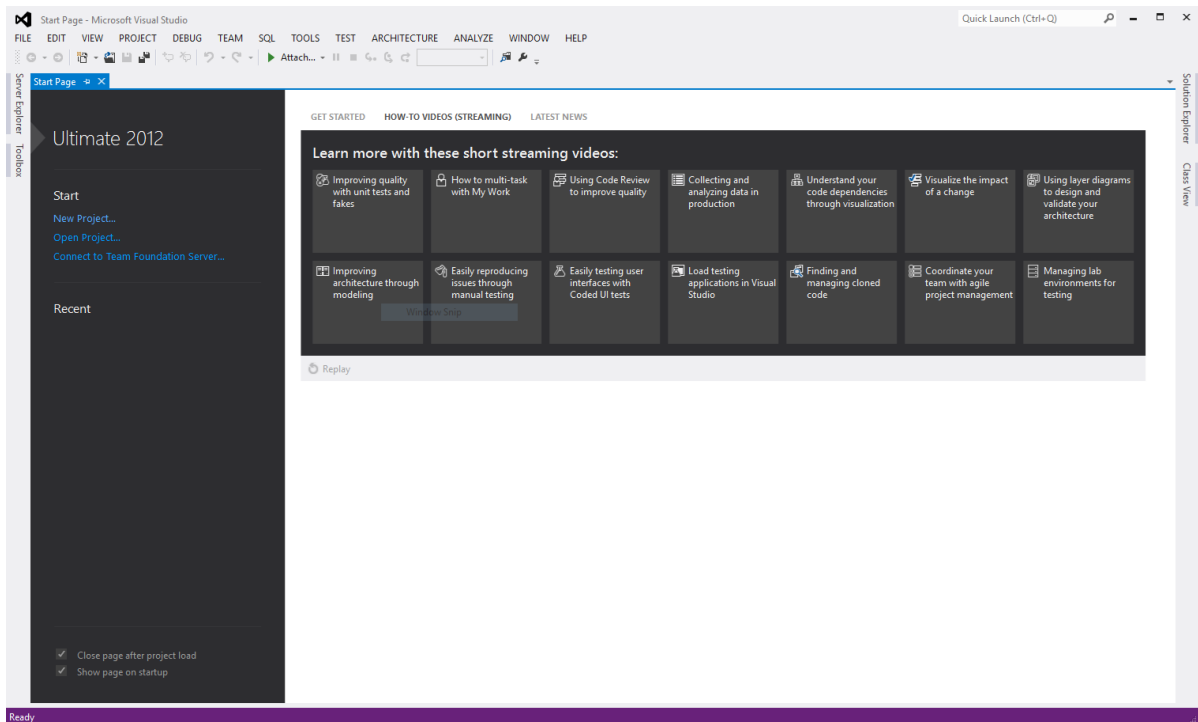 Start Page - Microsoft Visual Studio
Quick Launch (Ctrl+Q)
FILE EDIT VIEW PROJECT DEBUG TEAM SQL TOOLS TEST ARCHITECTURE ANALYZE WINDOW HELP
Attach...
Server Explorer
Toolbox
Start Page
Solution Explorer
Class View
Ultimate 2012
Start
New Project...
Open Project...
Connect to Team Foundation Server...
Recent
Close page after project load
Show page on startup
GET STARTED HOW-TO VIDEOS (STREAMING) LATEST NEWS
Learn more with these short streaming videos:
Improving quality
with unit tests and
fakes
How to multi-task
with My Work
Using Code Review
to improve quality
Collecting and
analyzing data in
production
Understand your
code dependencies
through visualization
Visualize the impact
of a change
Using layer diagrams
to design and
validate your
architecture
Improving
architecture through
modeling
Easily reproducing
issues through
manual testing
Easily testing user
interfaces with
Coded UI tests
Load testing
applications in Visual
Studio
Finding and
managing cloned
code
Coordinate your
team with agile
project management
Managing lab
environments for
testing
Window Snip
Replay
Ready